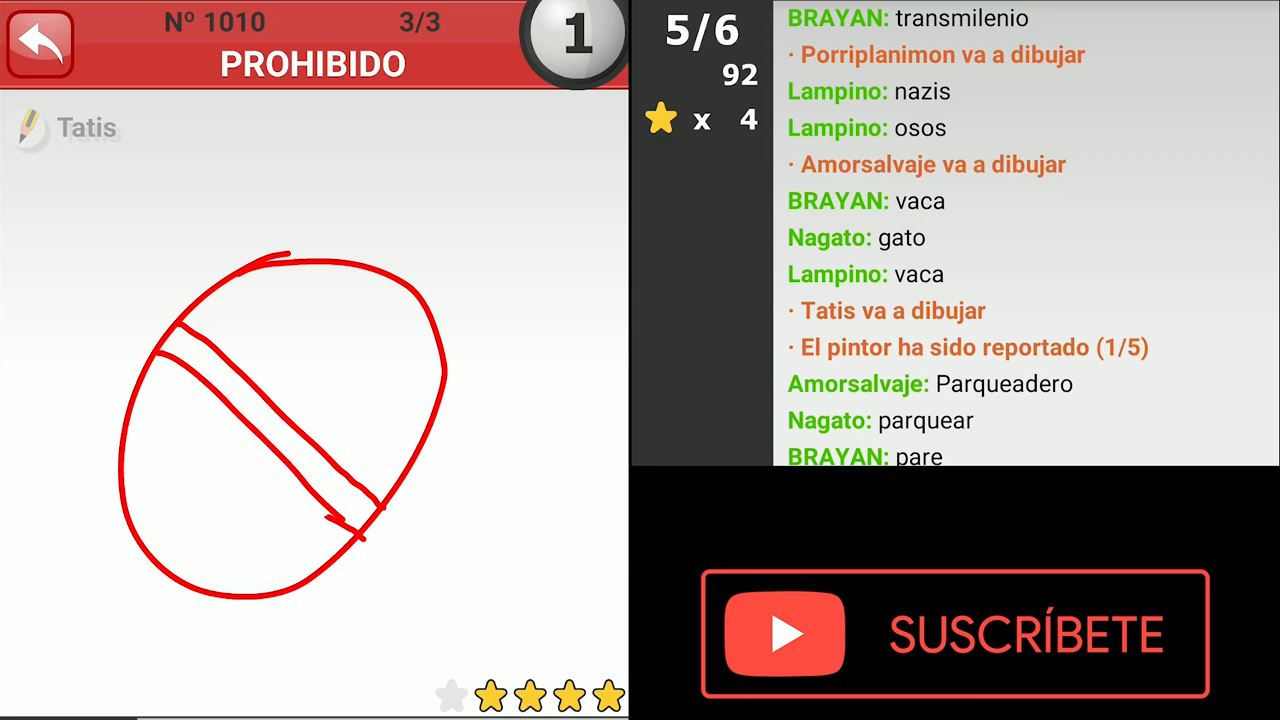 Nº 1010
3/3
PROHIBIDO
1
Tatis
5/6
92
x 4
BRAYAN: transmilenio
· Porriplanimon va a dibujar
Lampino: nazis
Lampino: osos
· Amorsalvaje va a dibujar
BRAYAN: vaca
Nagato: gato
Lampino: vaca
· Tatis va a dibujar
· El pintor ha sido reportado (1/5)
Amorsalvaje: Parqueadero
Nagato: parquear
BRAYAN: pare
SUSCRÍBETE